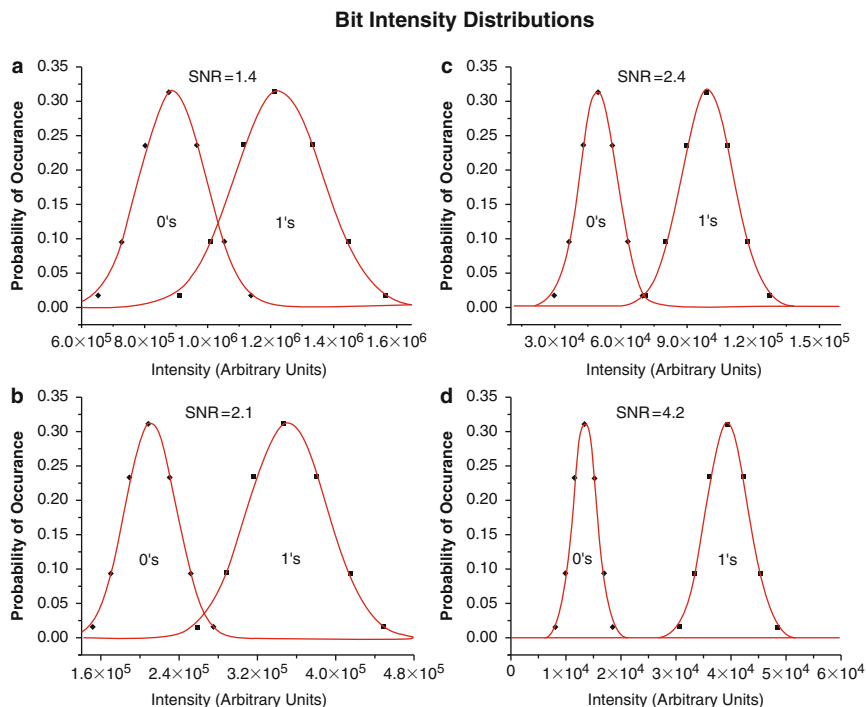 Bit Intensity Distributions
a
SNR=1.4
Probability of Occurance
0.35
0.30
0.25
0.20
0.15
0.10
0.05
0.00
0's
1's
6.0×10⁵ 8.0×10⁵ 1.0×10⁶ 1.2×10⁶ 1.4×10⁶ 1.6×10⁶
Intensity (Arbitrary Units)
c
SNR=2.4
Probability of Occurance
0.35
0.30
0.25
0.20
0.15
0.10
0.05
0.00
0's
1's
3.0×10⁴ 6.0×10⁴ 9.0×10⁴ 1.2×10⁵ 1.5×10⁵
Intensity (Arbitrary Units)
b
SNR=2.1
Probability of Occurance
0.35
0.30
0.25
0.20
0.15
0.10
0.05
0.00
0's
1's
1.6×10⁵ 2.4×10⁵ 3.2×10⁵ 4.0×10⁵ 4.8×10⁵
Intensity (Arbitrary Units)
d
SNR=4.2
Probability of Occurance
0.35
0.30
0.25
0.20
0.15
0.10
0.05
0.00
0's
1's
0 1×10⁴ 2×10⁴ 3×10⁴ 4×10⁴ 5×10⁴ 6×10⁴
Intensity (Arbitrary Units)